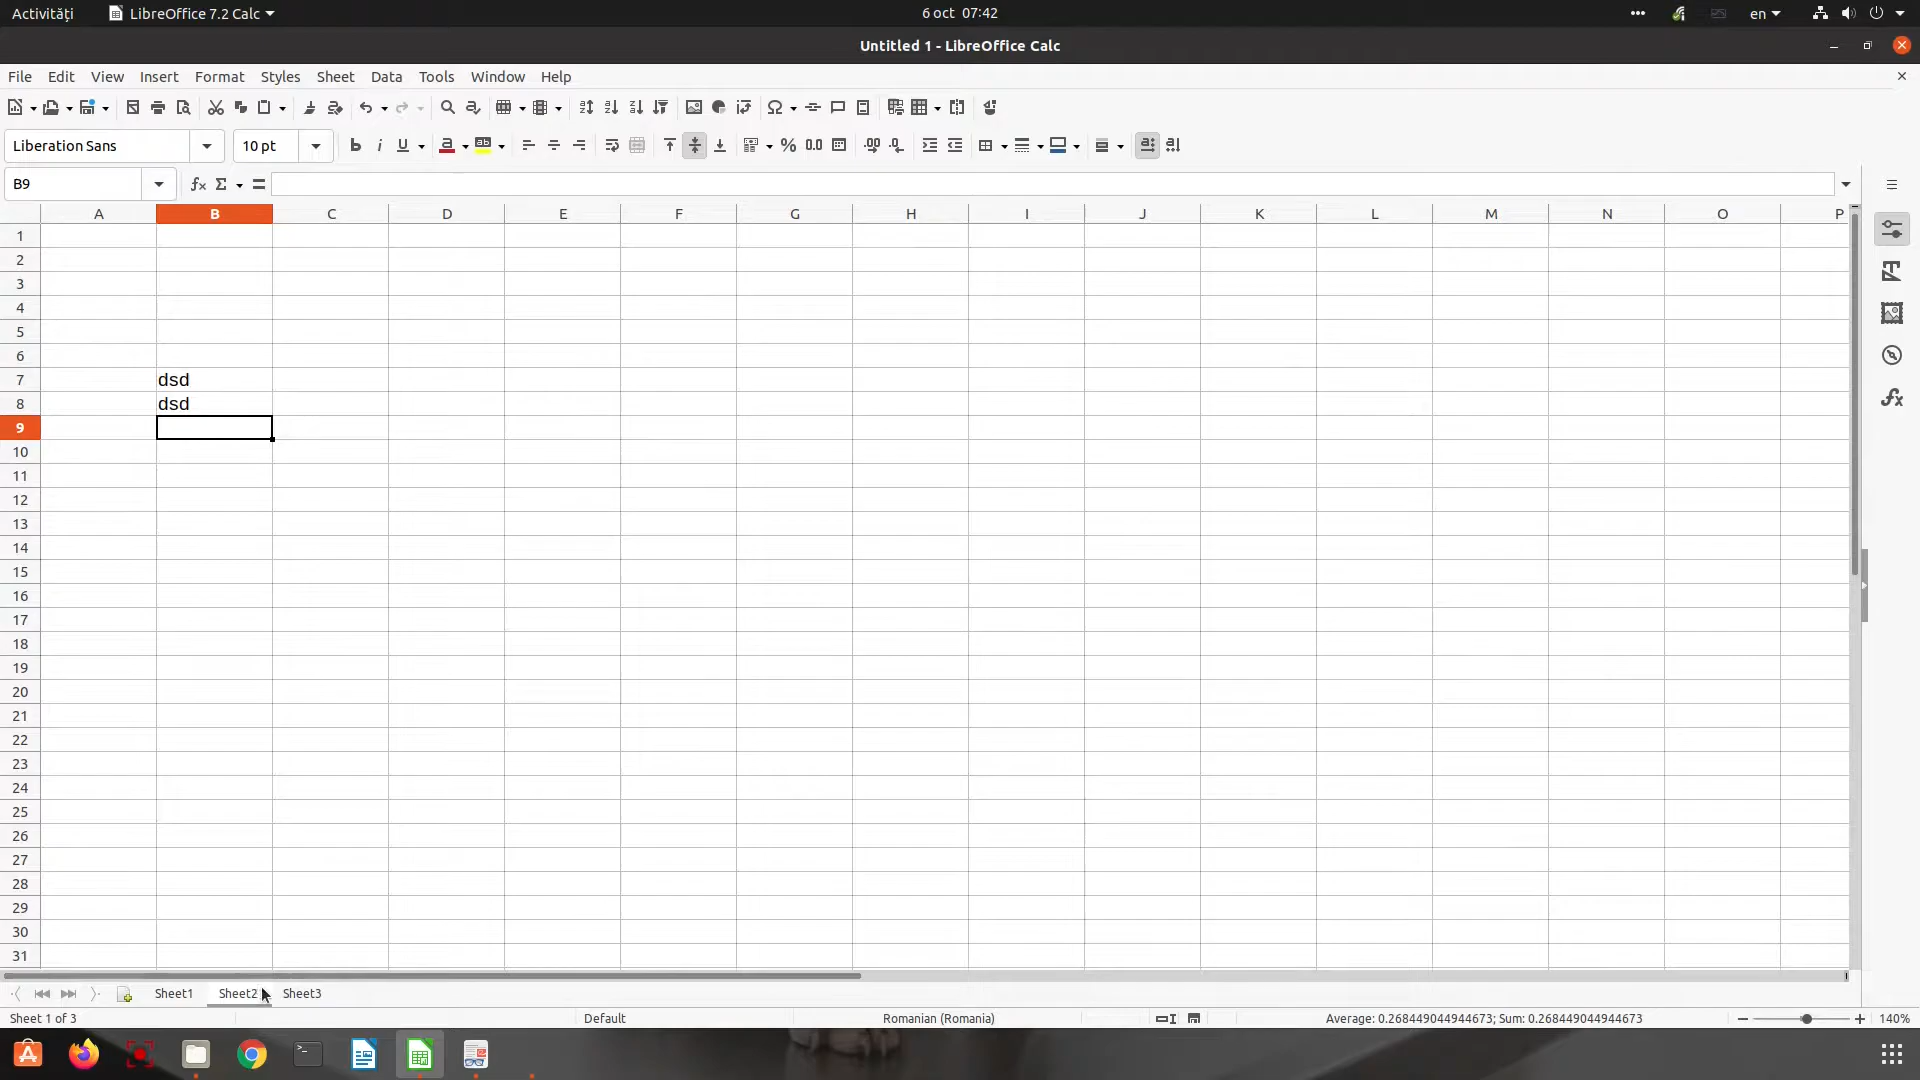 Activități
LibreOffice 7.2 Calc
6 oct 07:42
en
Untitled 1 - LibreOffice Calc
File Edit View Insert Format Styles Sheet Data Tools Window Help
Liberation Sans
10 pt
B9
A B C D E F G H I J K L M N O P
1
2
3
4
5
6
7 dsd
8 dsd
9
10
11
12
13
14
15
16
17
18
19
20
21
22
23
24
25
26
27
28
29
30
31
Sheet1 Sheet2 Sheet3
Sheet 1 of 3
Default
Romanian (Romania)
Average: 0.268449044944673; Sum: 0.268449044944673
140%